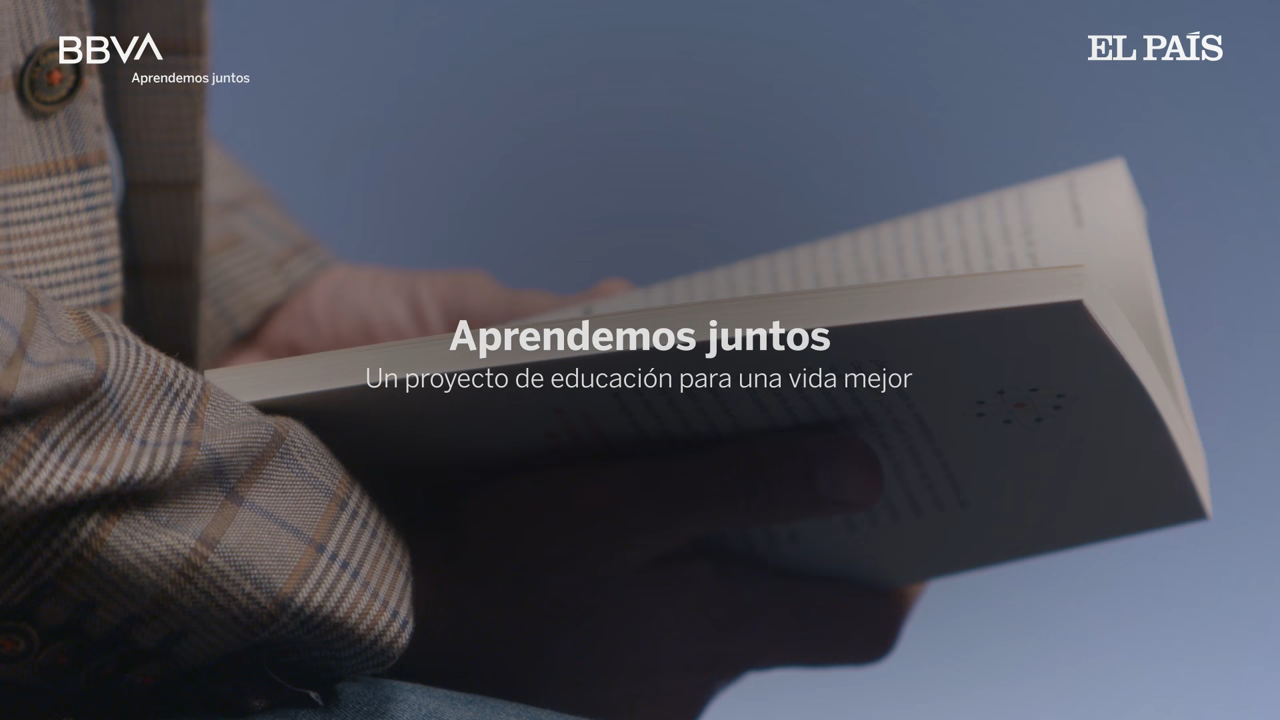 BBVA
Aprendemos juntos
EL PAÍS
Aprendemos juntos
Un proyecto de educación para una vida mejor